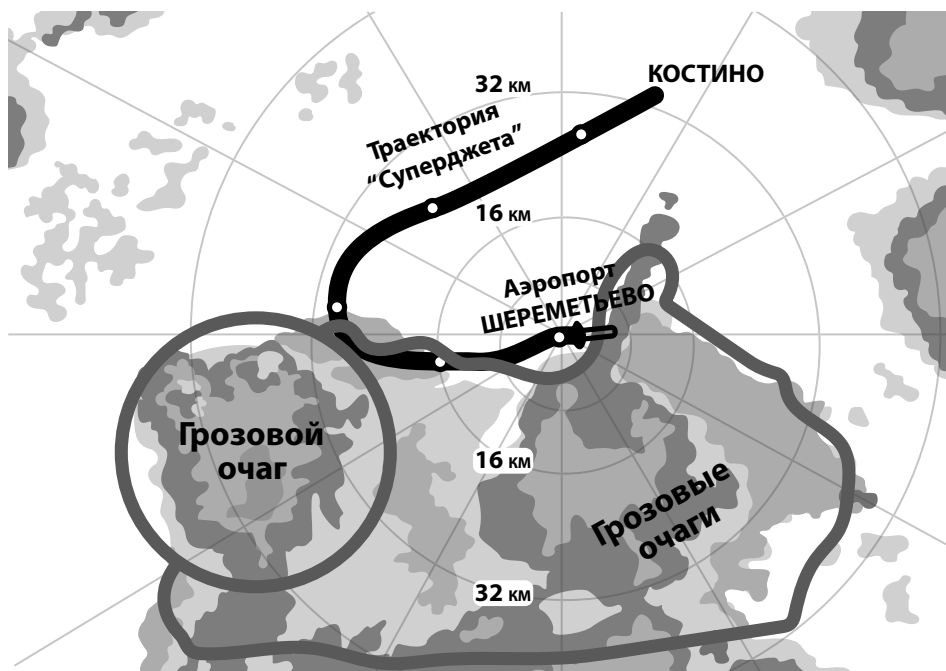 КОСТИНО
32 км
Траектория
“Суперджета”
16 км
Аэропорт
ШЕРЕМЕТЬЕВО
Грозовой
очаг
16 км
Грозовые
очаги
32 км